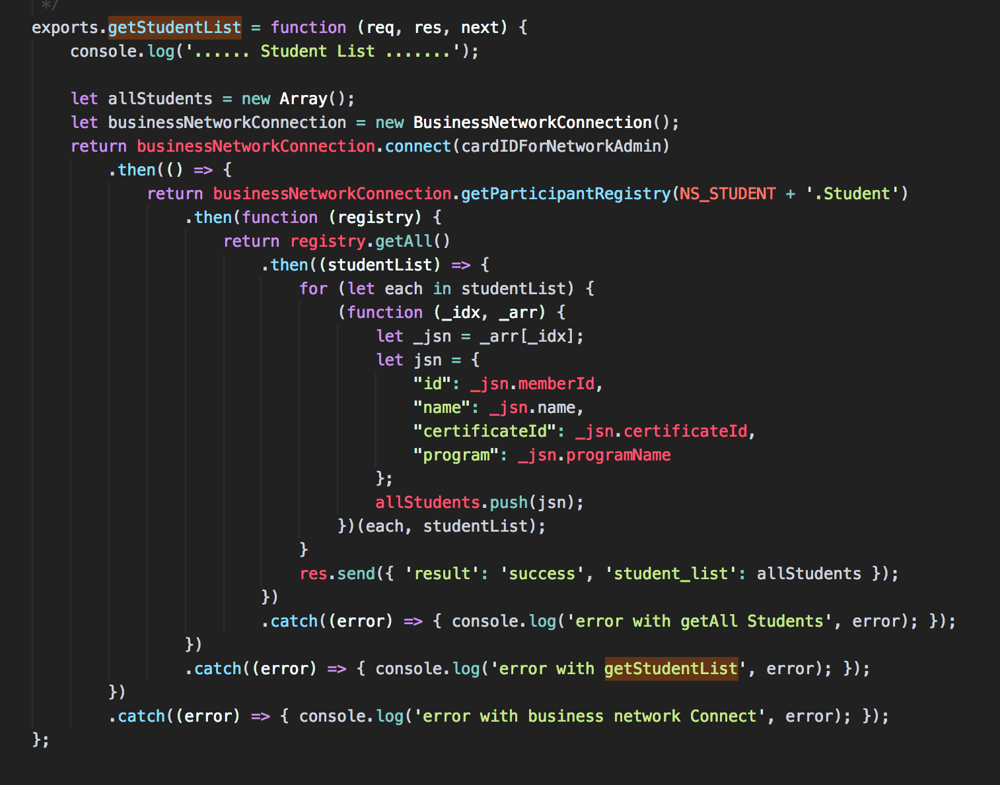 */
exports.getStudentList = function (req, res, next) {
    console.log('...... Student List .......');

    let allStudents = new Array();
    let businessNetworkConnection = new BusinessNetworkConnection();
    return businessNetworkConnection.connect(cardIDForNetworkAdmin)
        .then(() => {
            return businessNetworkConnection.getParticipantRegistry(NS_STUDENT + '.Student')
                .then(function (registry) {
                    return registry.getAll()
                        .then((studentList) => {
                            for (let each in studentList) {
                                (function (_idx, _arr) {
                                    let _jsn = _arr[_idx];
                                    let jsn = {
                                        "id": _jsn.memberId,
                                        "name": _jsn.name,
                                        "certificateId": _jsn.certificateId,
                                        "program": _jsn.programName
                                    };
                                    allStudents.push(jsn);
                                })(each, studentList);
                            }
                            res.send({ 'result': 'success', 'student_list': allStudents });
                        })
                        .catch((error) => { console.log('error with getAll Students', error); });
                })
                .catch((error) => { console.log('error with getStudentList', error); });
        })
        .catch((error) => { console.log('error with business network Connect', error); });
};